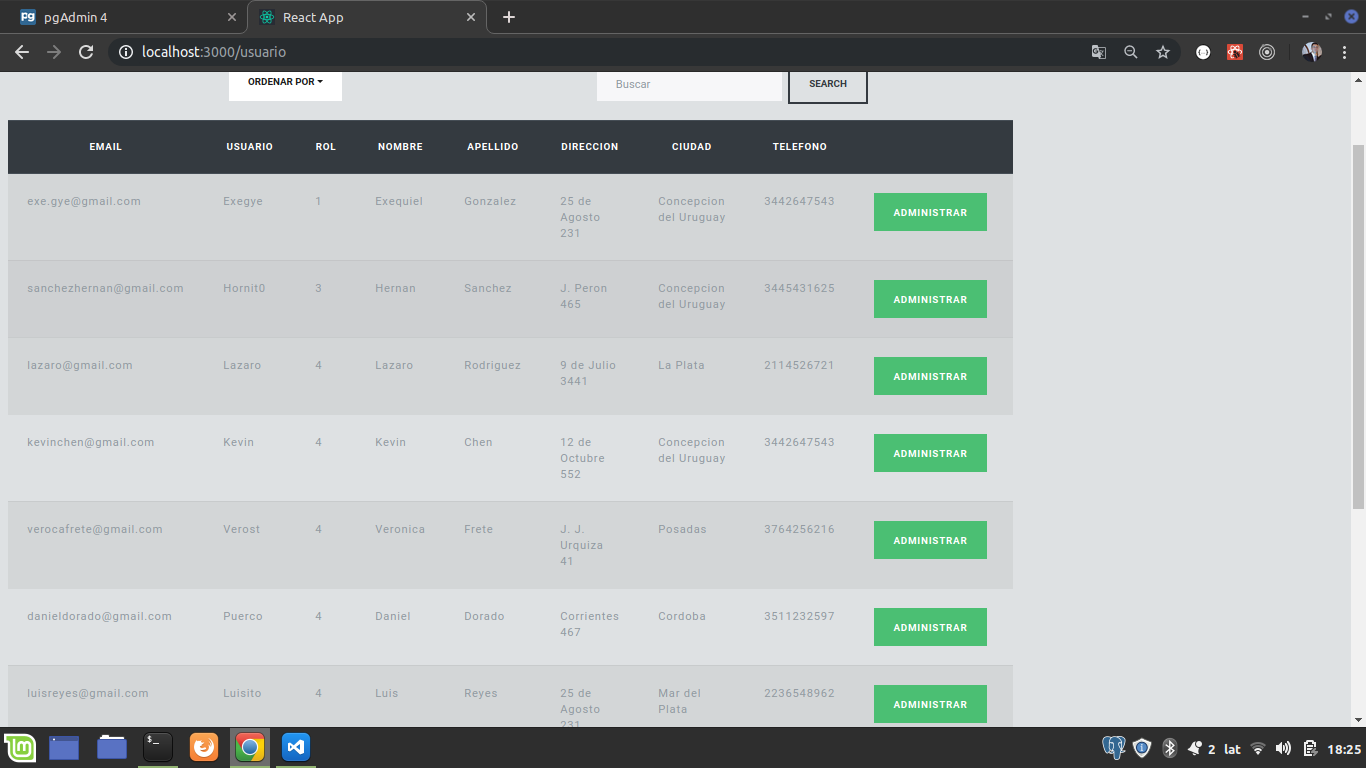 pgAdmin 4
React App
localhost:3000/usuario
ORDENAR POR
Buscar
SEARCH
EMAIL USUARIO ROL NOMBRE APELLIDO DIRECCION CIUDAD TELEFONO
exe.gye@gmail.com Exegye 1 Exequiel Gonzalez 25 de Concepcion 3442647543
Agosto del Uruguay
231
ADMINISTRAR
sanchezhernan@gmail.com Hornit0 3 Hernan Sanchez J. Peron Concepcion 3445431625
465 del Uruguay
ADMINISTRAR
lazaro@gmail.com Lazaro 4 Lazaro Rodriguez 9 de Julio La Plata 2114526721
3441
ADMINISTRAR
kevinchen@gmail.com Kevin 4 Kevin Chen 12 de Concepcion 3442647543
Octubre del Uruguay
552
ADMINISTRAR
verocafrete@gmail.com Verost 4 Veronica Frete J. J. Posadas 3764256216
Urquiza
41
ADMINISTRAR
danieldorado@gmail.com Puerco 4 Daniel Dorado Corrientes Cordoba 3511232597
467
ADMINISTRAR
luisreyes@gmail.com Luisito 4 Luis Reyes 25 de Mar del 2236548962
Agosto Plata
231
ADMINISTRAR
2 lat 18:25